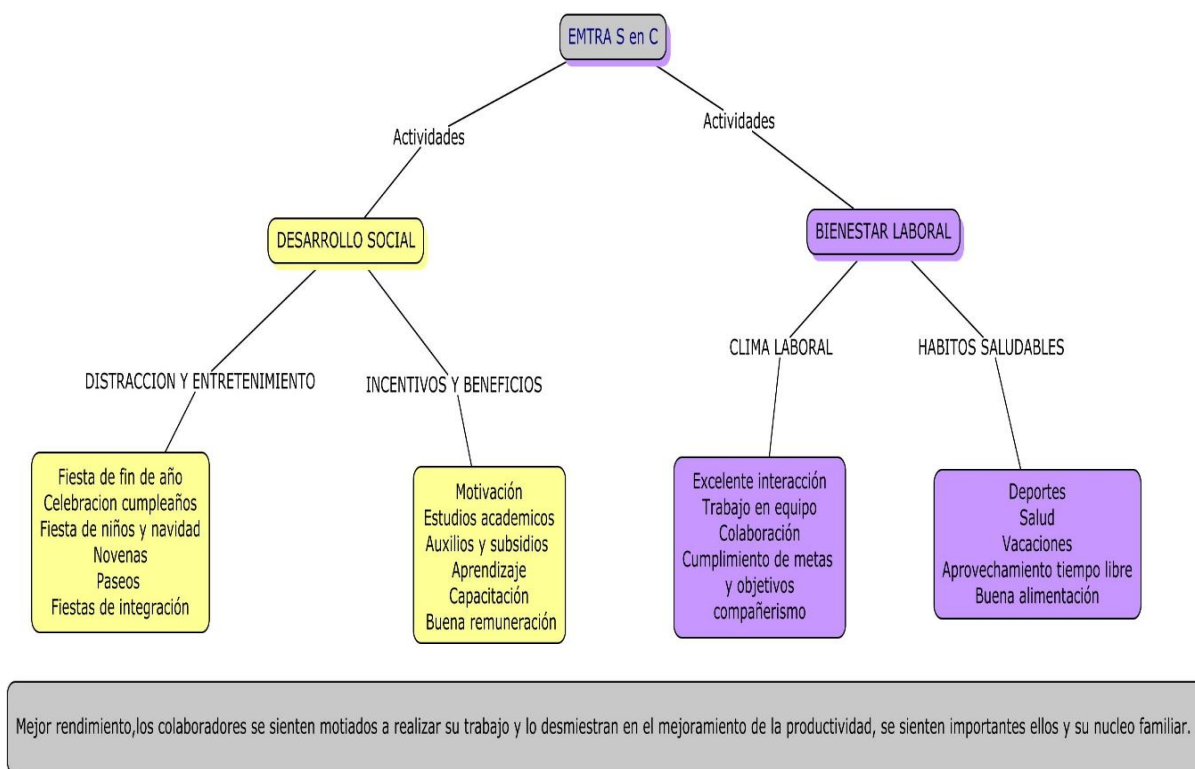 EMTRA S en C
Actividades
Actividades
DESARROLLO SOCIAL
BIENESTAR LABORAL
DISTRACCION Y ENTRETENIMIENTO
INCENTIVOS Y BENEFICIOS
CLIMA LABORAL
HABITOS SALUDABLES
Fiesta de fin de año
Celebracion cumpleaños
Fiesta de niños y navidad
Novenas
Paseos
Fiestas de integración
Motivación
Estudios academicos
Auxilios y subsidios
Aprendizaje
Capacitación
Buena remuneración
Excelente interacción
Trabajo en equipo
Colaboración
Cumplimiento de metas
y objetivos
compañerismo
Deportes
Salud
Vacaciones
Aprovechamiento tiempo libre
Buena alimentación
Mejor rendimiento,los colaboradores se sienten motiados a realizar su trabajo y lo desmiestran en el mejoramiento de la productividad, se sienten importantes ellos y su nucleo familiar.